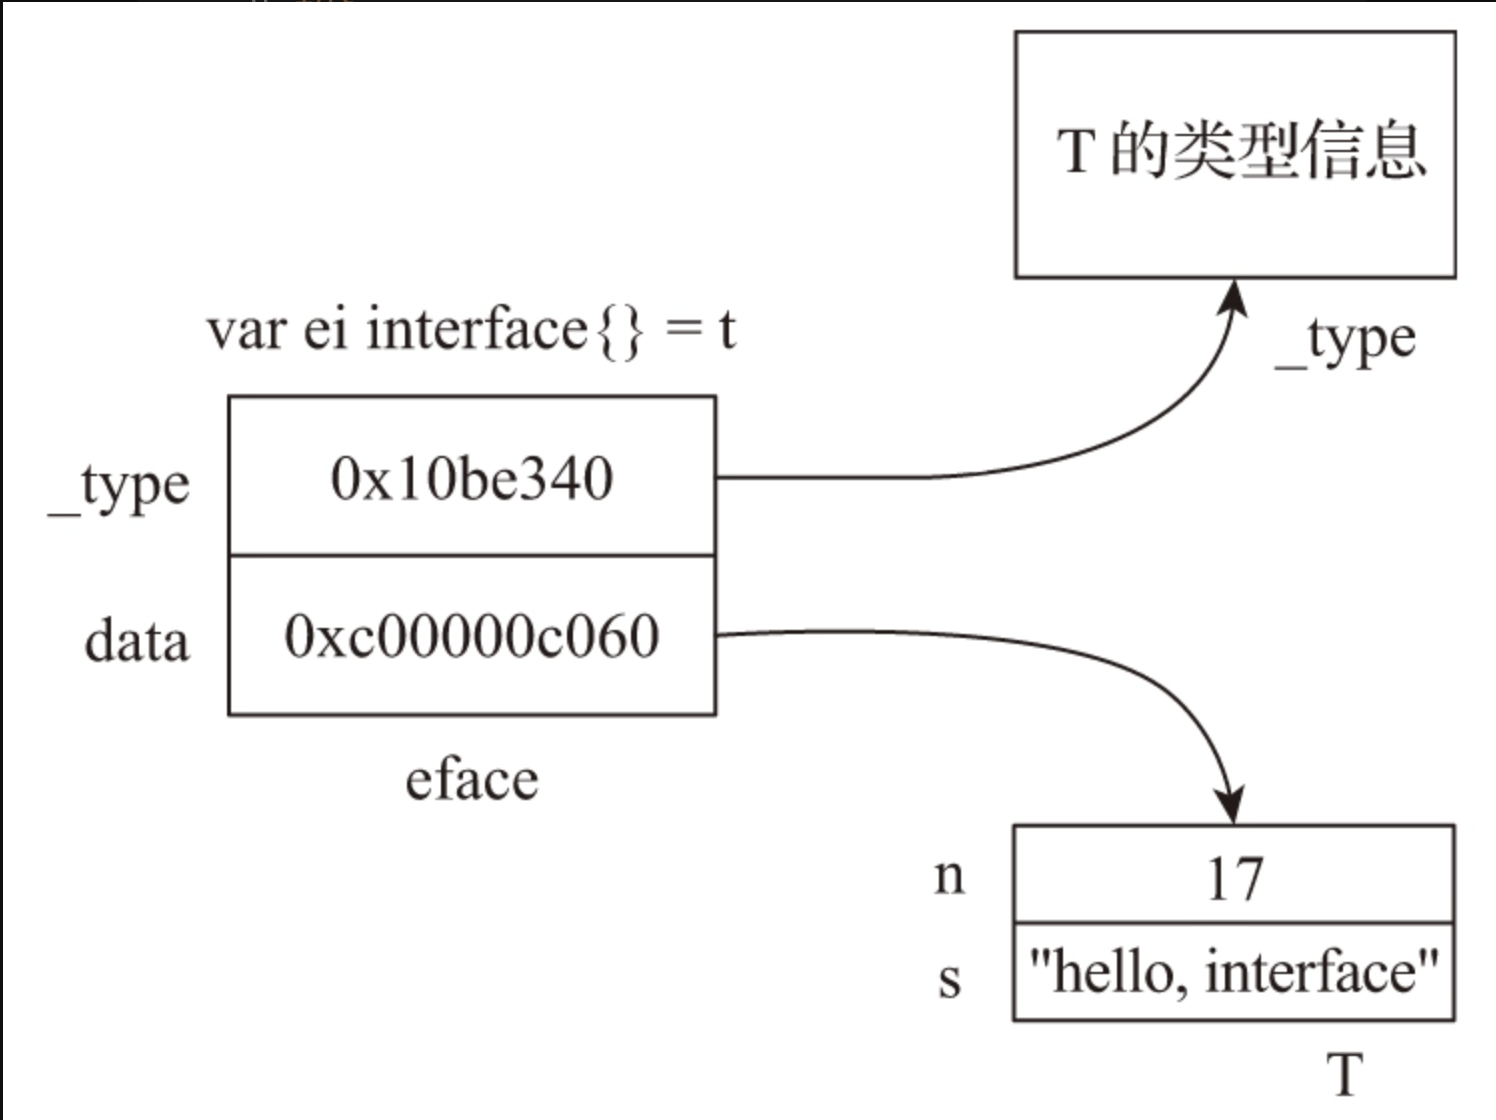 T 的类型信息
var ei interface{} = t
_type
_type
0x10be340
data
0xc00000c060
eface
n
17
s
"hello, interface"
T